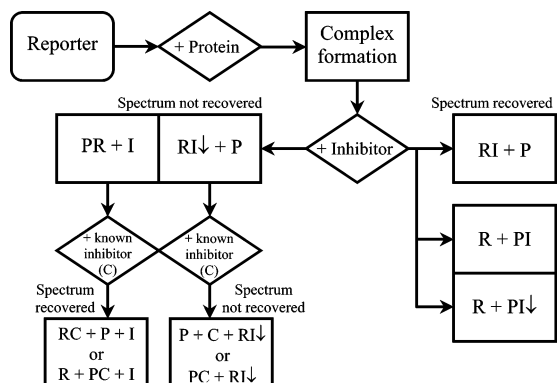 Reporter
+ Protein
Complex
formation
Spectrum not recovered
Spectrum recovered
PR + I
RI↓ + P
+ Inhibitor
RI + P
R + PI
R + PI↓
+ known
inhibitor
(C)
+ known
inhibitor
(C)
Spectrum
recovered
Spectrum
not recovered
RC + P + I
or
R + PC + I
P + C + RI↓
or
PC + RI↓